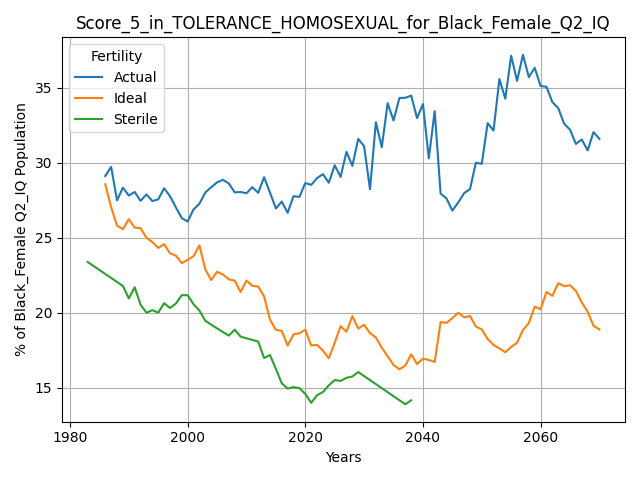 Score_5_in_TOLERANCE_HOMOSEXUAL_for_Black_Female_Q2_IQ
Fertility
Actual
Ideal
Sterile
% of Black_Female Q2_IQ Population
35
30
25
20
15
1980
2000
2020
2040
2060
Years